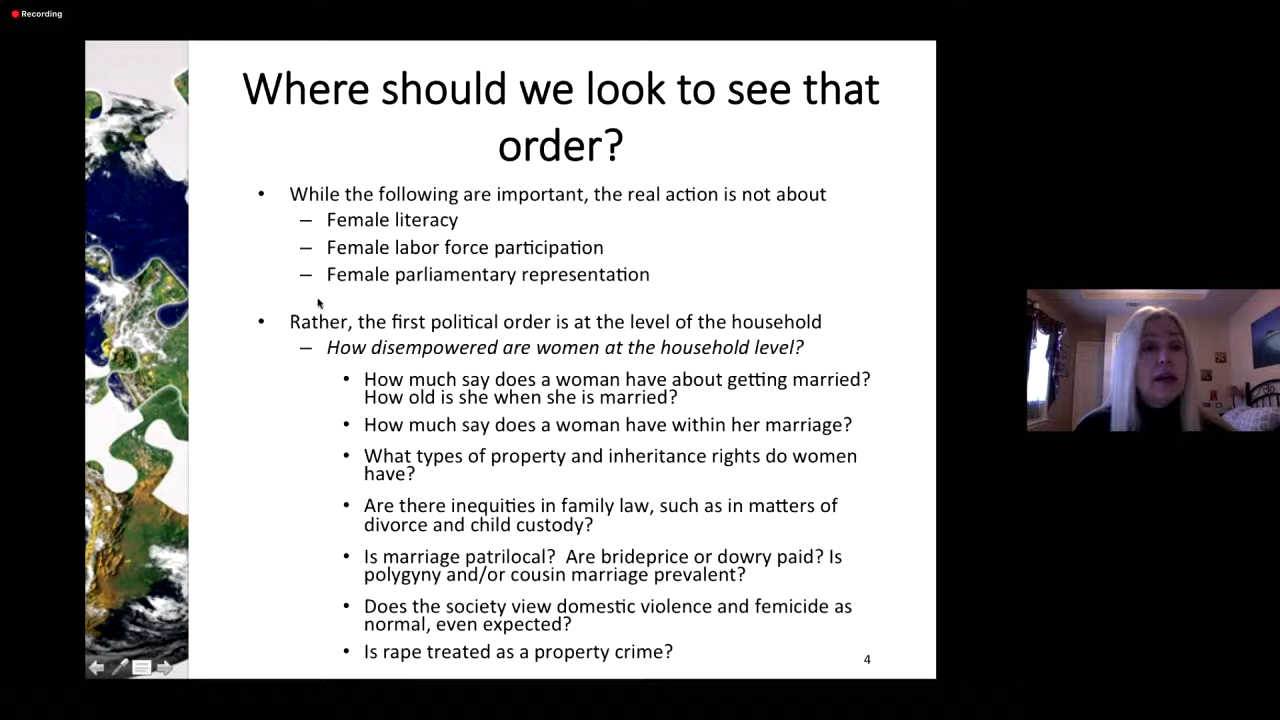 Recording
Where should we look to see that
order?
• While the following are important, the real action is not about
– Female literacy
– Female labor force participation
– Female parliamentary representation
• Rather, the first political order is at the level of the household
– How disempowered are women at the household level?
• How much say does a woman have about getting married?
How old is she when she is married?
• How much say does a woman have within her marriage?
• What types of property and inheritance rights do women
have?
• Are there inequities in family law, such as in matters of
divorce and child custody?
• Is marriage patrilocal?  Are brideprice or dowry paid? Is
polygyny and/or cousin marriage prevalent?
• Does the society view domestic violence and femicide as
normal, even expected?
• Is rape treated as a property crime?
4